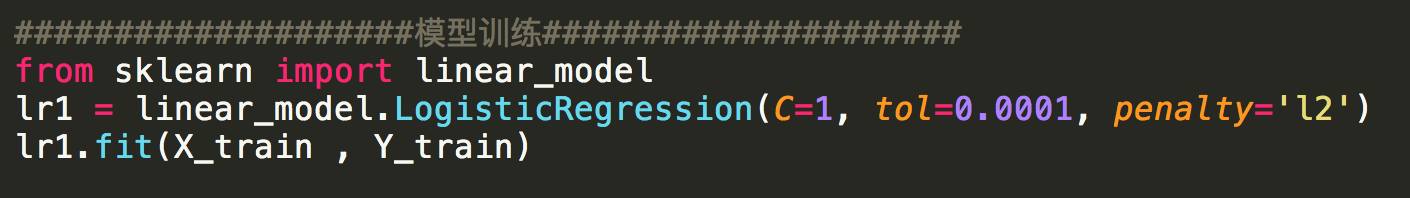 ####################模型训练#####################
from sklearn import linear_model
lr1 = linear_model.LogisticRegression(C=1, tol=0.0001, penalty='l2')
lr1.fit(X_train , Y_train)